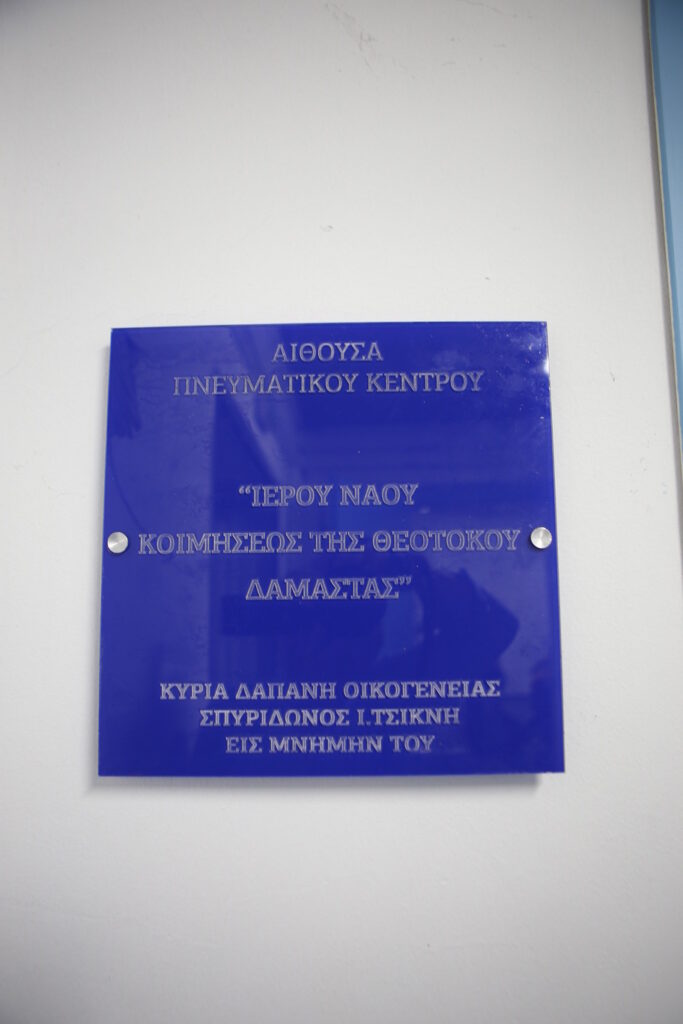 ΑΙΘΟΥΣΑ
ΠΝΕΥΜΑΤΙΚΟΥ ΚΕΝΤΡΟΥ
“ΙΕΡΟΥ ΝΑΟΥ
ΚΟΙΜΗΣΕΩΣ ΤΗΣ ΘΕΟΤΟΚΟΥ
ΔΑΜΑΣΤΑΣ”
ΚΥΡΙΑ ΔΑΠΑΝΗ ΟΙΚΟΓΕΝΕΙΑΣ
ΣΠΥΡΙΔΩΝΟΣ Ι.ΤΣΙΚΝΗ
ΕΙΣ ΜΝΗΜΗΝ ΤΟΥ